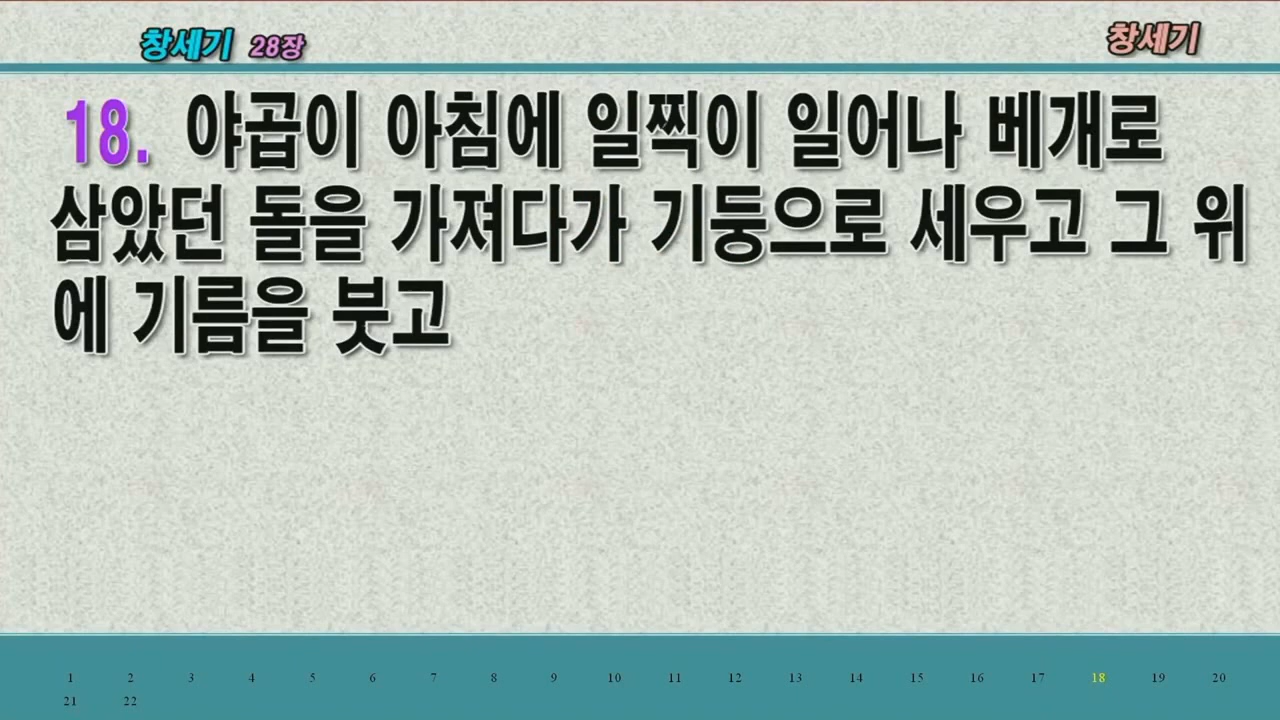 창세기 28장
창세기
18. 야곱이 아침에 일찍이 일어나 베개로
삼았던 돌을 가져다가 기둥으로 세우고 그 위
에 기름을 붓고
1 2 3 4 5 6 7 8 9 10 11 12 13 14 15 16 17 18 19 20
21 22